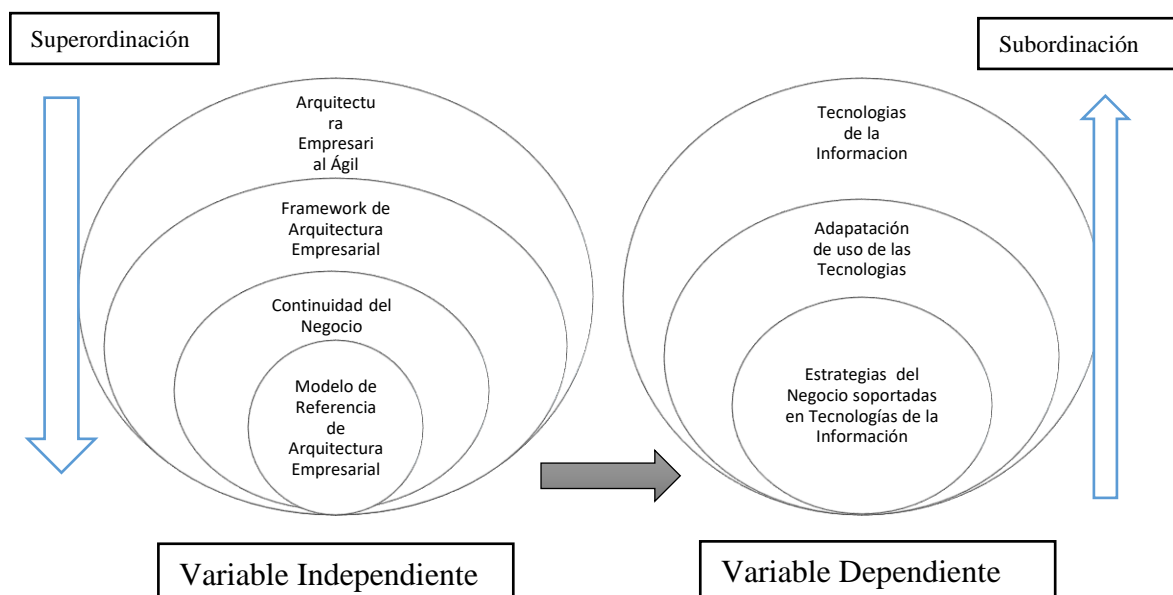 Superordinación
Subordinación
Arquitectu
ra
Empresari
al Ágil
Framework de
Arquitectura
Empresarial
Continuidad del
Negocio
Modelo de
Referencia
de
Arquitectura
Empresarial
Tecnologias
de la
Informacion
Adapatación
de uso de las
Tecnologias
Estrategias del
Negocio soportadas
en Tecnologías de la
Información
Variable Independiente
Variable Dependiente